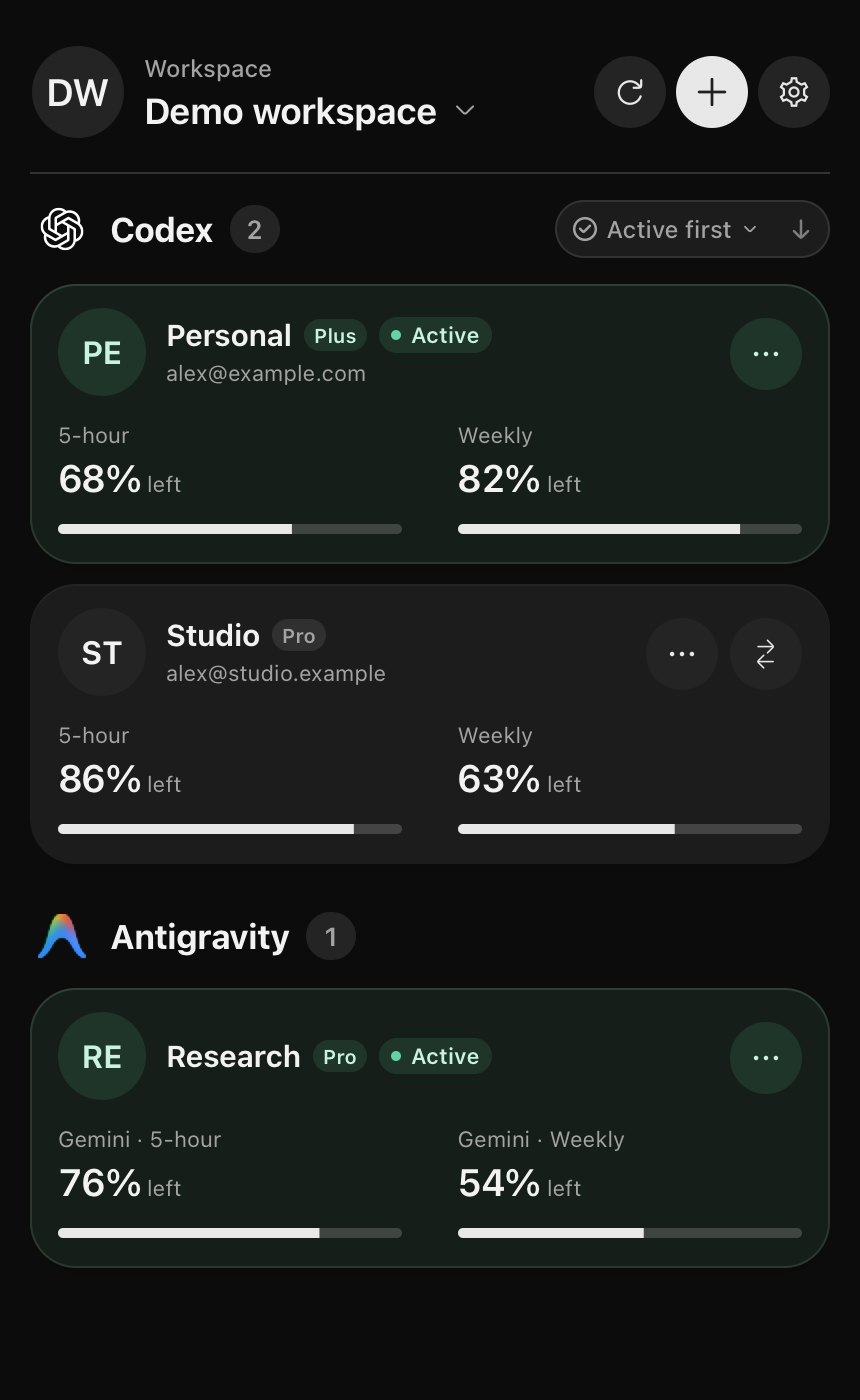 DW
Workspace
Demo workspace
Codex 2
Active first
PE
Personal Plus Active
alex@example.com
5-hour Weekly
68% left 82% left
ST
Studio Pro
alex@studio.example
5-hour Weekly
86% left 63% left
Antigravity 1
RE
Research Pro Active
Gemini · 5-hour Gemini · Weekly
76% left 54% left